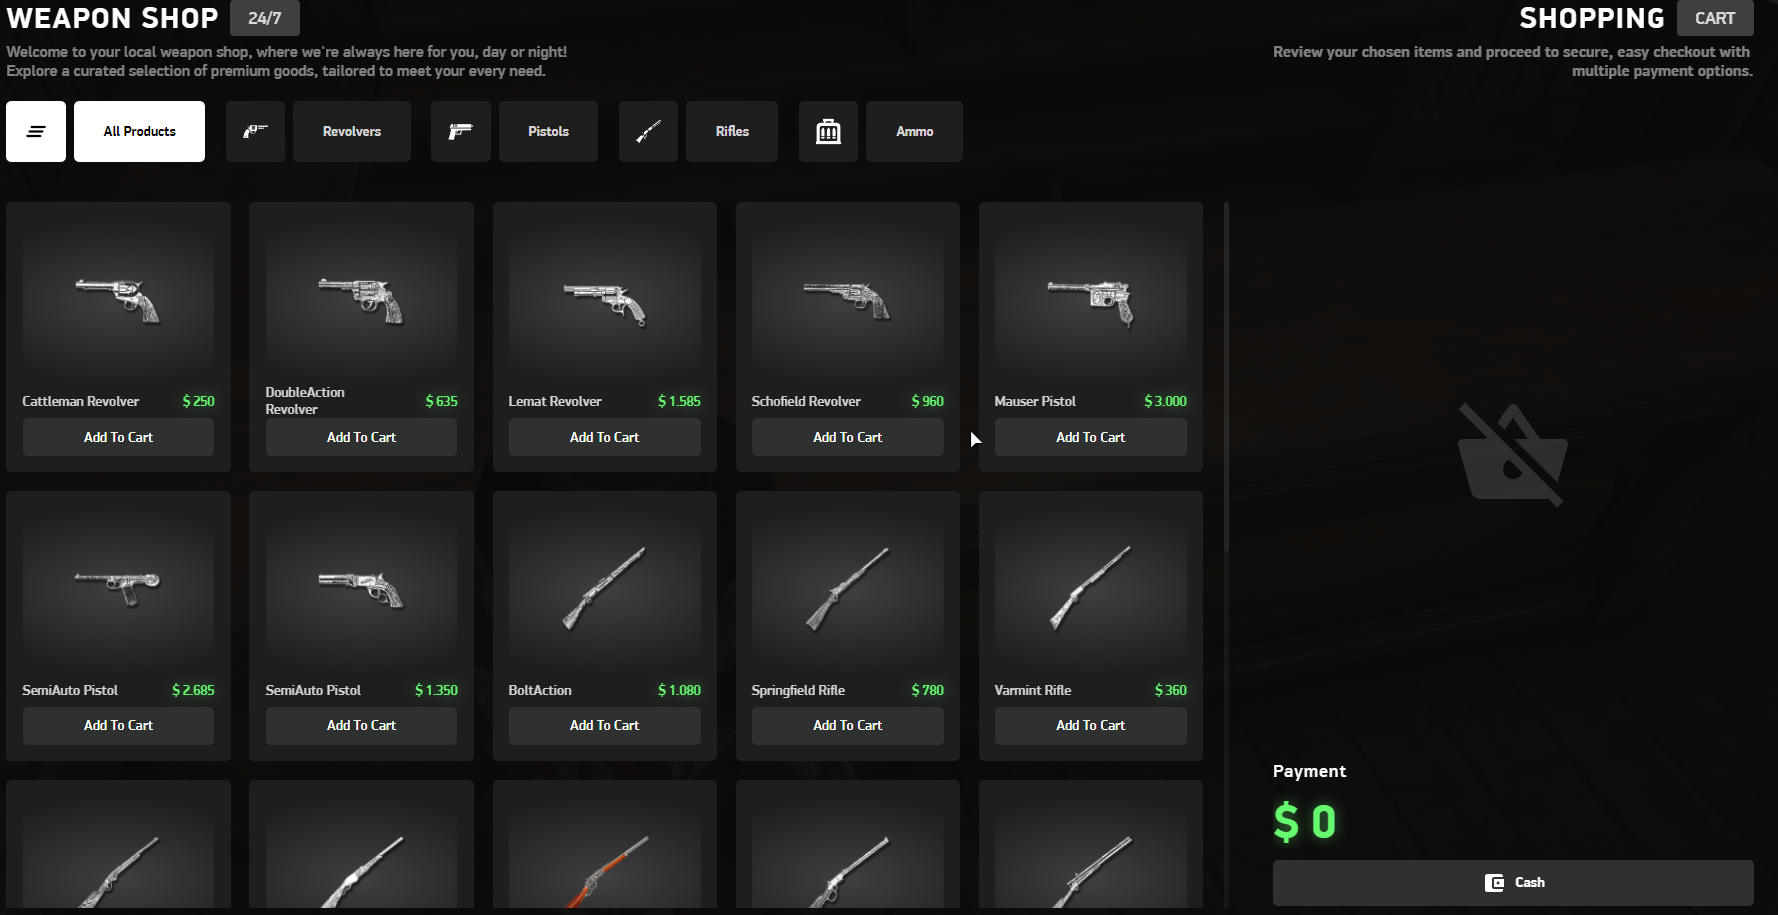 WEAPON SHOP
24/7
Welcome to your local weapon shop, where we're always here for you, day or night!
Explore a curated selection of premium goods, tailored to meet your every need.
SHOPPING
CART
Review your chosen items and proceed to secure, easy checkout with
multiple payment options.
All Products
Revolvers
Pistols
Rifles
Ammo
Cattleman Revolver
$ 250
Add To Cart
DoubleAction
Revolver
$ 635
Add To Cart
Lemat Revolver
$ 1.585
Add To Cart
Schofield Revolver
$ 960
Add To Cart
Mauser Pistol
$ 3.000
Add To Cart
SemiAuto Pistol
$ 2.685
Add To Cart
SemiAuto Pistol
$ 1.350
Add To Cart
BoltAction
$ 1.080
Add To Cart
Springfield Rifle
$ 780
Add To Cart
Varmint Rifle
$ 360
Add To Cart
Payment
$ 0
Cash